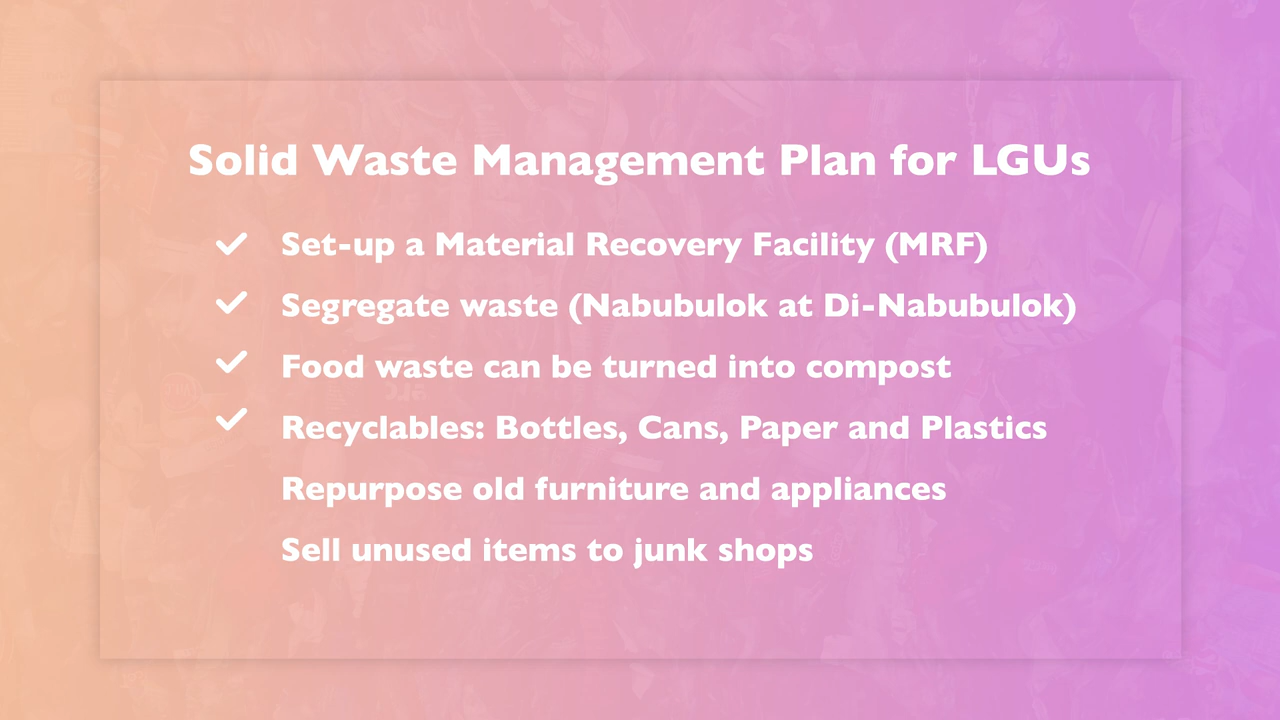 Solid Waste Management Plan for LGUs
Set-up a Material Recovery Facility (MRF)
Segregate waste (Nabubulok at Di-Nabubulok)
Food waste can be turned into compost
Recyclables: Bottles, Cans, Paper and Plastics
Repurpose old furniture and appliances
Sell unused items to junk shops